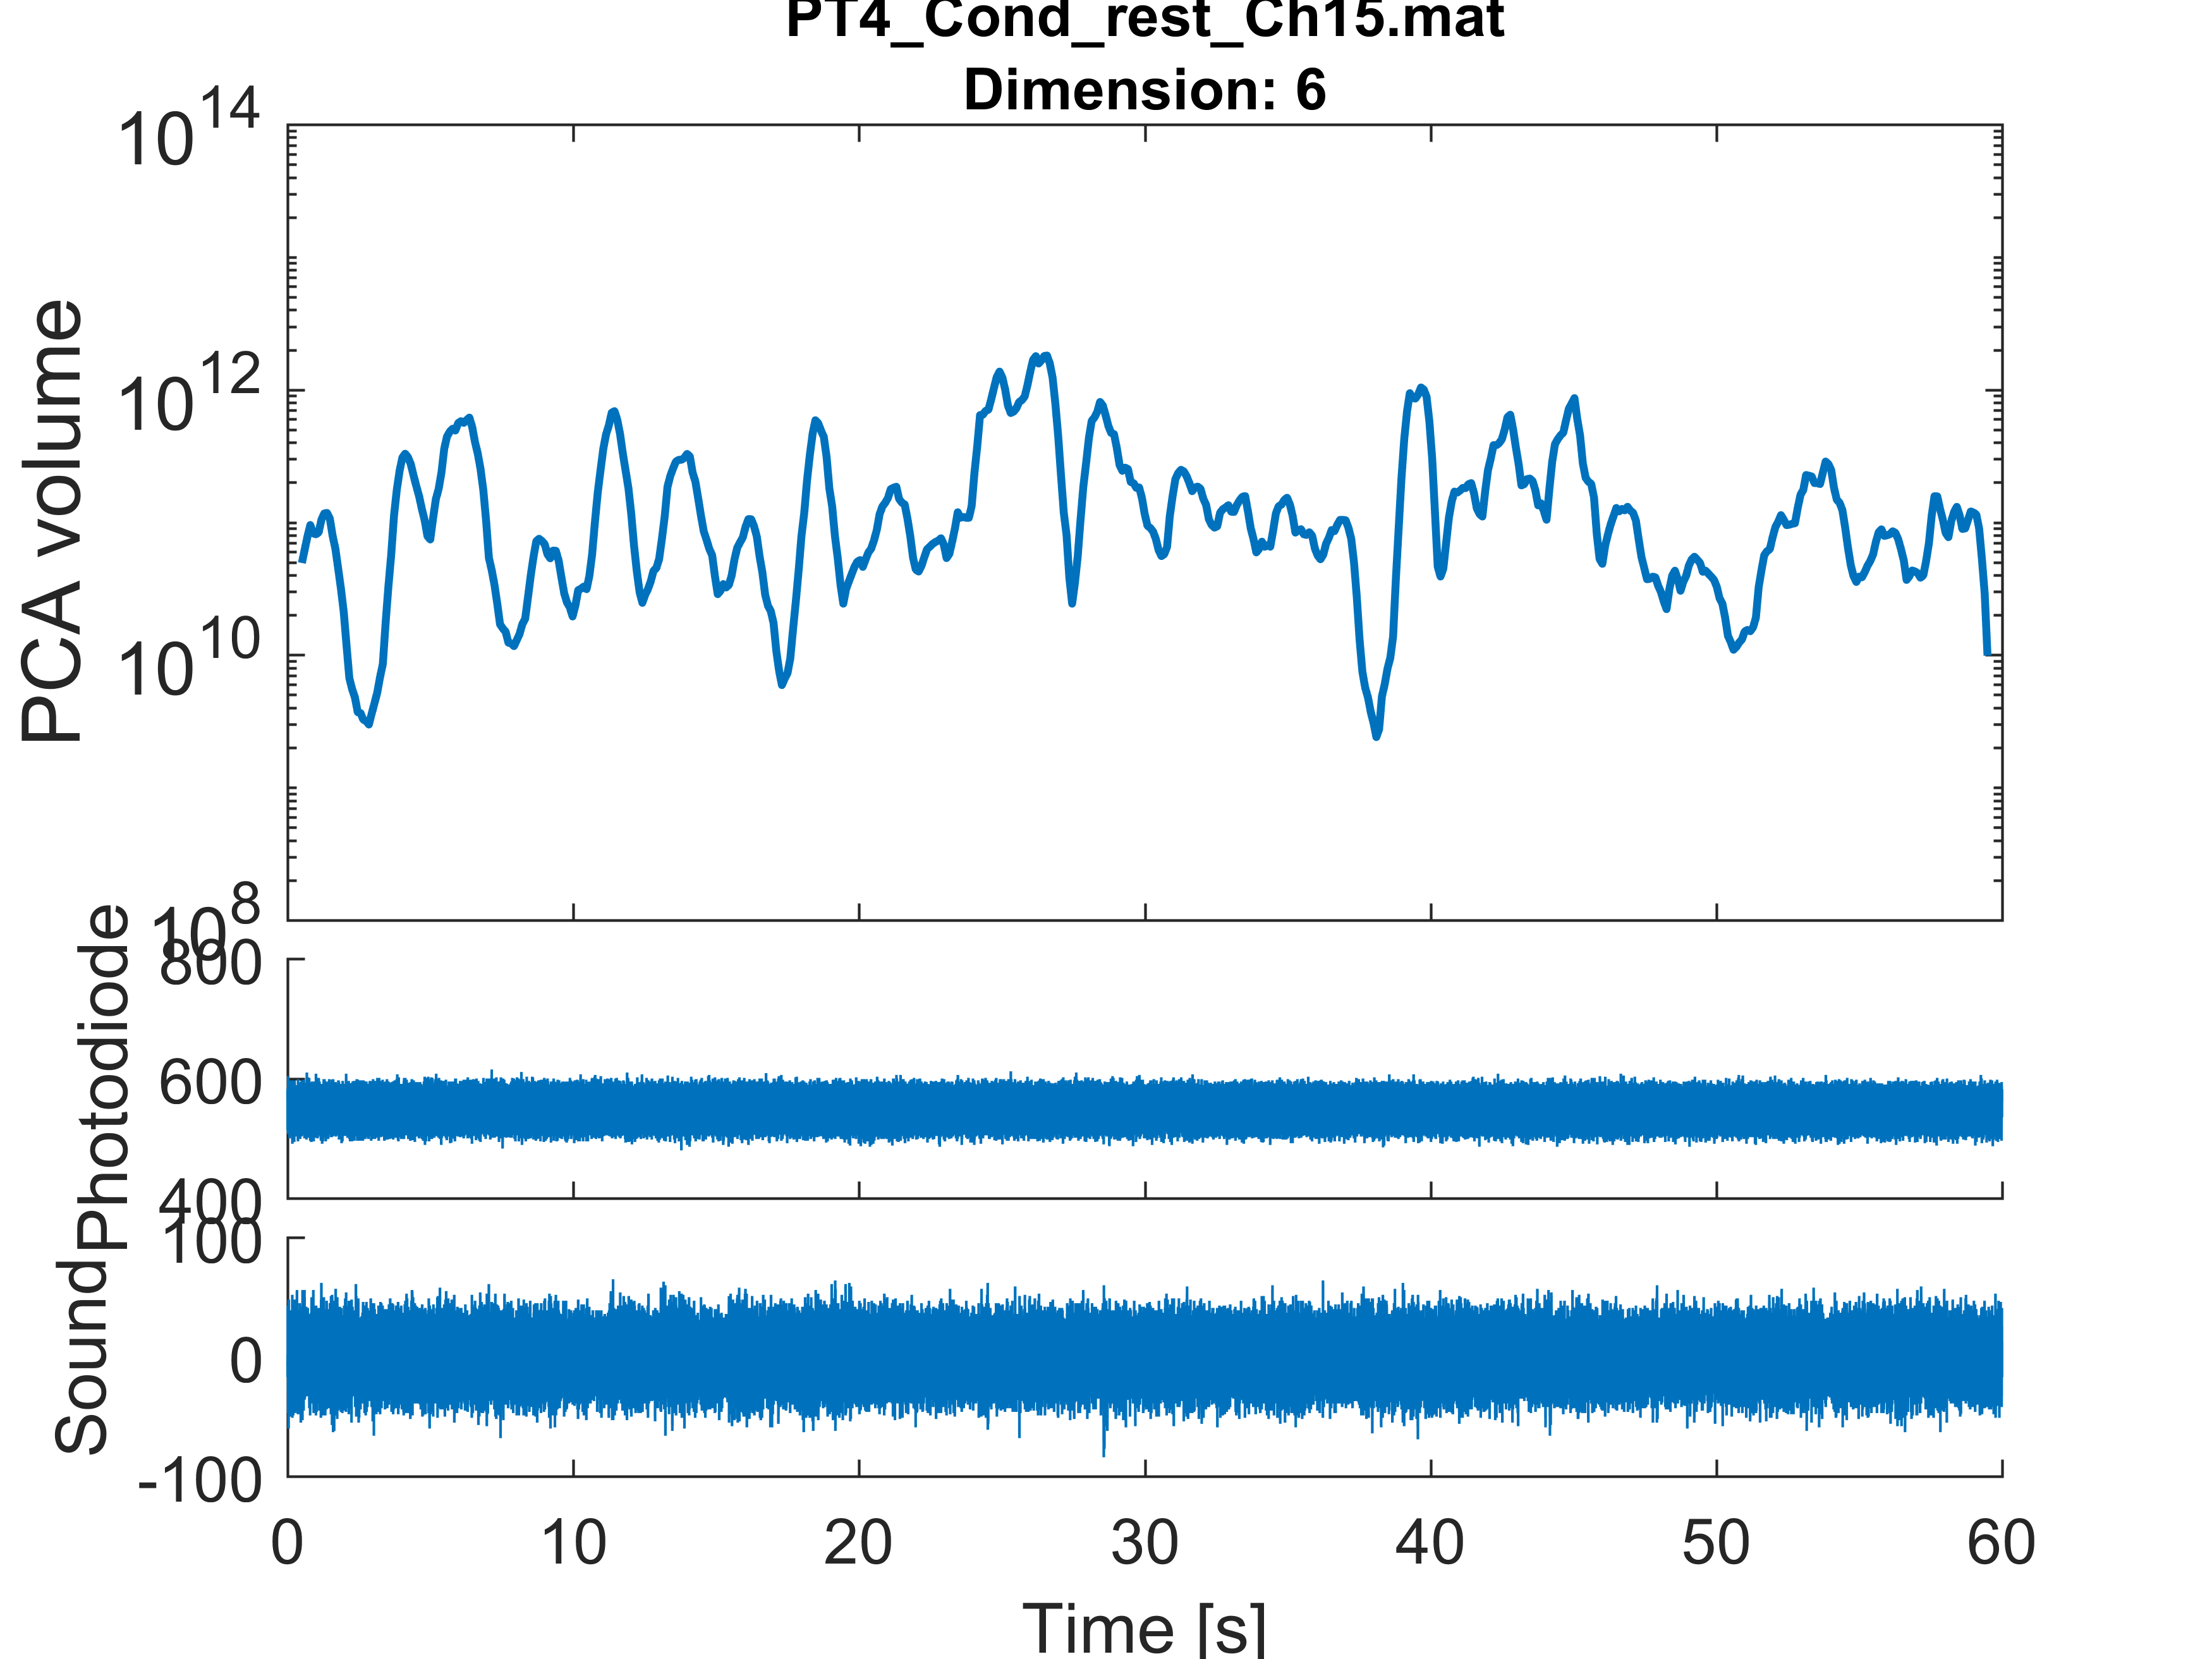 PT4_Cond_rest_Ch15.mat
Dimension: 6
PCA volume
10^14
10^12
10^10
10^8
Photodiode
800
600
400
Sound
100
0
-100
0 10 20 30 40 50 60
Time [s]